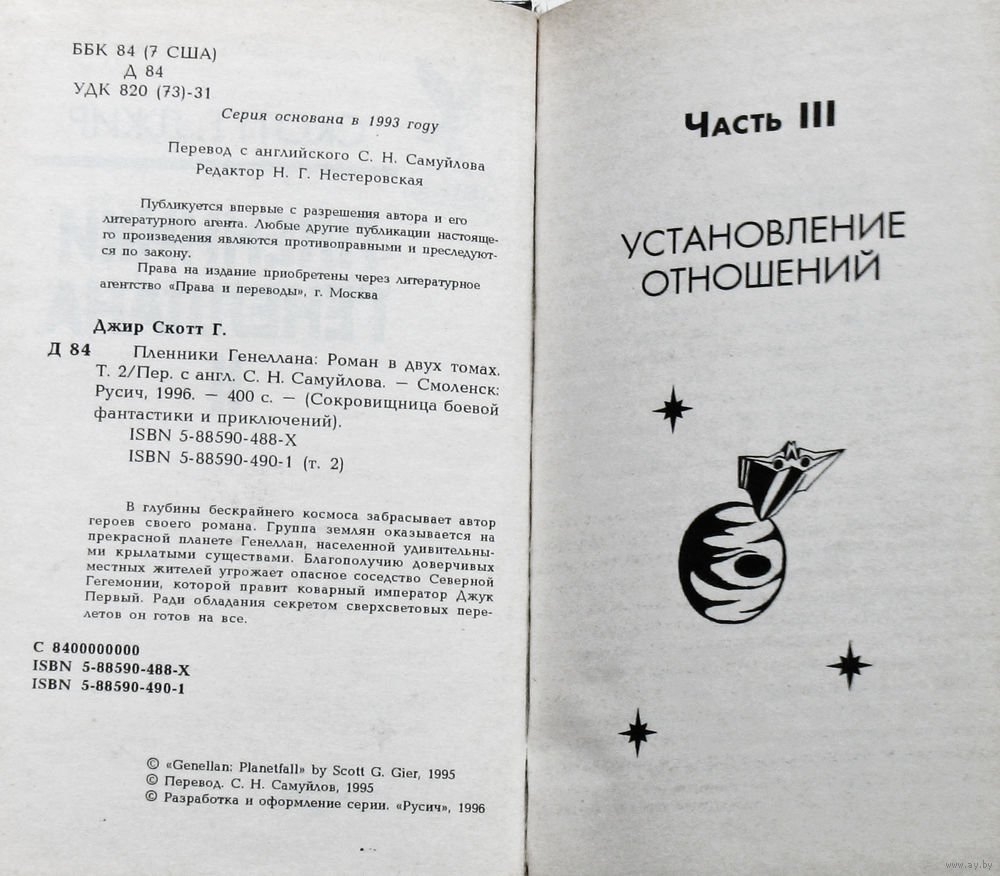 ББК 84 (7 США)
Д 84
УДК 820 (73)-31
Серия основана в 1993 году
Перевод с английского С. Н. Самуйлова
Редактор Н. Г. Нестеровская
Публикуется впервые с разрешения автора и его
литературного агента. Любые другие публикации настояще-
го произведения являются противоправными и преследуют-
ся по закону.
Права на издание приобретены через литературное
агентство «Права и переводы», г. Москва
Джир Скотт Г.
Д 84 Пленники Генеллана: Роман в двух томах.
Т. 2/Пер. с англ. С. Н. Самуйлова. — Смоленск:
Русич, 1996. — 400 с. — (Сокровищница боевой
фантастики и приключений).
ISBN 5-88590-488-X
ISBN 5-88590-490-1 (т. 2)
В глубины бескрайнего космоса забрасывает автор
героев своего романа. Группа землян оказывается на
прекрасной планете Генеллан, населенной удивительны-
ми крылатыми существами. Благополучию доверчивых
местных жителей угрожает опасное соседство Северной
Гегемонии, которой правит коварный император Джук
Первый. Ради обладания секретом сверхсветовых пере-
летов он готов на все.
С 8400000000
ISBN 5-88590-488-X
ISBN 5-88590-490-1
© «Genellan: Planetfall» by Scott G. Gier, 1995
© Перевод. С. Н. Самуйлов, 1995
© Разработка и оформление серии. «Русич», 1996
Часть III
УСТАНОВЛЕНИЕ
ОТНОШЕНИЙ
www.ay.by